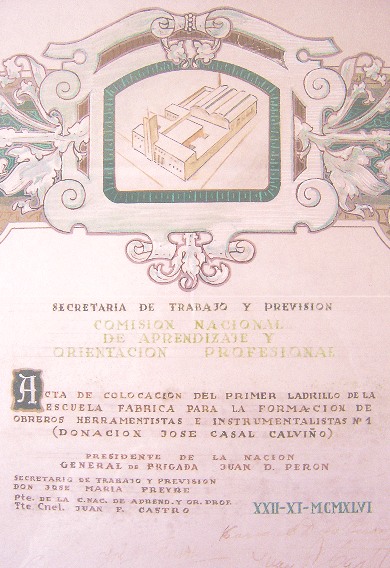 SECRETARIA DE TRABAJO Y PREVISION
COMISION NACIONAL
DE APRENDIZAJE Y
ORIENTACION PROFESIONAL
ACTA DE COLOCACION DEL PRIMER LADRILLO DE LA
ESCUELA FABRICA PARA LA FORMACION DE
OBREROS HERRAMENTISTAS E INSTRUMENTALISTAS Nº 1
(DONACION JOSE CASAL CALVIÑO)
PRESIDENTE DE LA NACION
GENERAL DE BRIGADA JUAN D. PERON
SECRETARIO DE TRABAJO Y PREVISION
DON JOSE MARIA FREYRE
Pte. DE LA C. NAC. DE APREND. Y OR. PROF.
Tte Cnel. JUAN F. CASTRO
XXII-XI-MCMXLVI